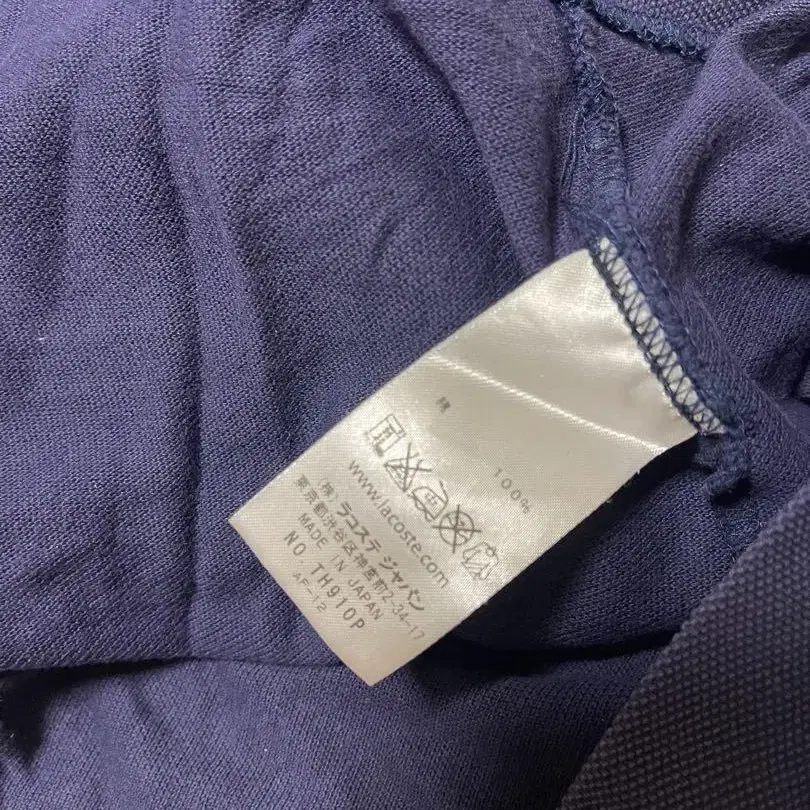 綿 100%
www.lacoste.com
(株) ラコステ ジャパン
東京都渋谷区神宮前2-34-17
MADE IN JAPAN
NO. TH910P
AF-12